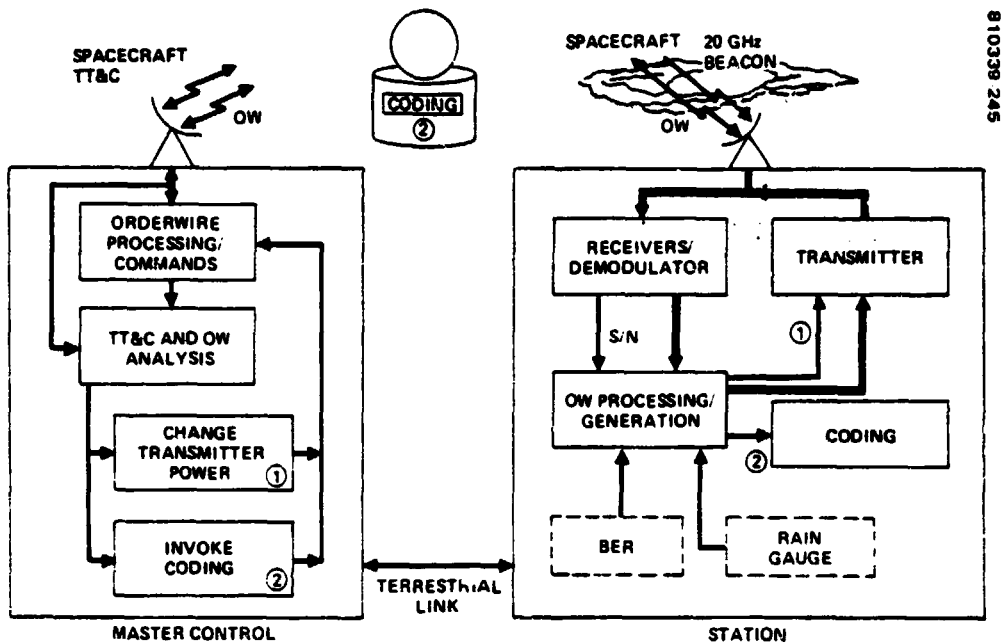 810339 245
SPACECRAFT
TT&C
OW
CODING
②
SPACECRAFT
20 GHz
BEACON
OW
ORDERWIRE
PROCESSING/
COMMANDS
TT&C AND OW
ANALYSIS
CHANGE
TRANSMITTER
POWER
①
INVOKE
CODING
②
MASTER CONTROL
TERRESTRIAL
LINK
RECEIVERS/
DEMODULATOR
TRANSMITTER
S/N
①
OW PROCESSING/
GENERATION
②
CODING
BER
RAIN
GAUGE
STATION